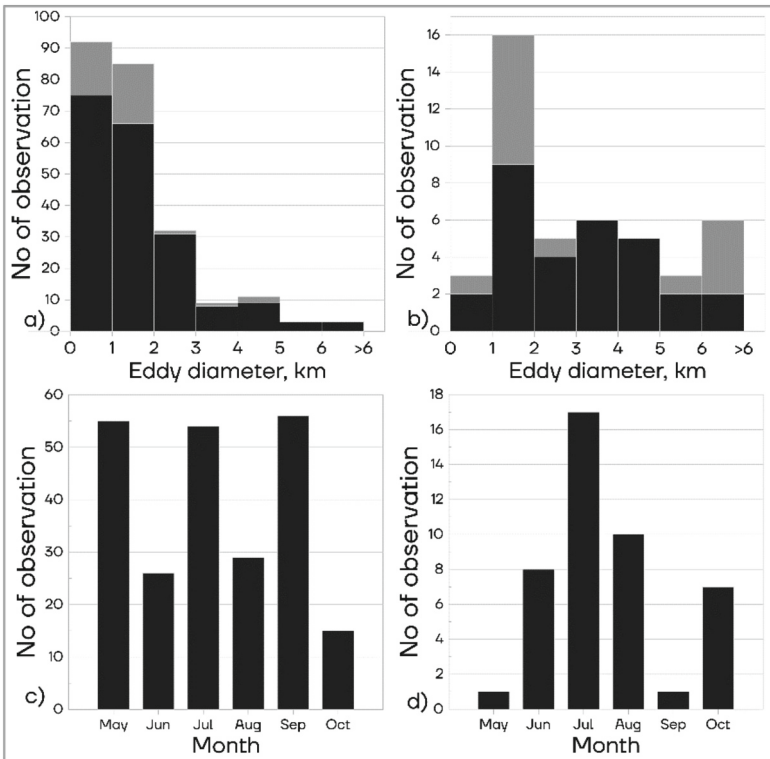 100
90
80
70
60
50
40
30
20
10
0
No of observation
a)
0 1 2 3 4 5 6 >6
Eddy diameter, km
16
14
12
10
8
6
4
2
0
No of observation
b)
0 1 2 3 4 5 6 >6
Eddy diameter, km
60
50
40
30
20
10
0
No of observation
c)
May Jun Jul Aug Sep Oct
Month
18
16
14
12
10
8
6
4
2
0
No of observation
d)
May Jun Jul Aug Sep Oct
Month